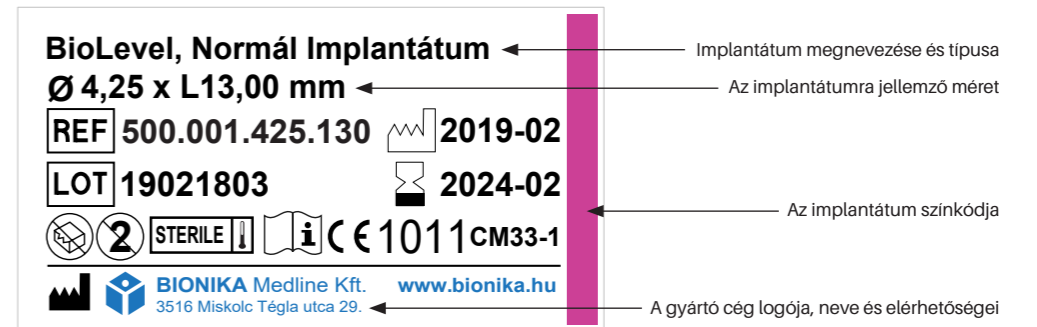 BioLevel, Normál Implantátum
Implantátum megnevezése és típusa
Ø 4,25 x L13,00 mm
Az implantátumra jellemző méret
REF 500.001.425.130 2019-02
LOT 19021803 2024-02
Az implantátum színkódja
2 STERILE i CE 1011 CM33-1
BIONIKA Medline Kft. www.bionika.hu
3516 Miskolc Tégla utca 29.
A gyártó cég logója, neve és elérhetőségei